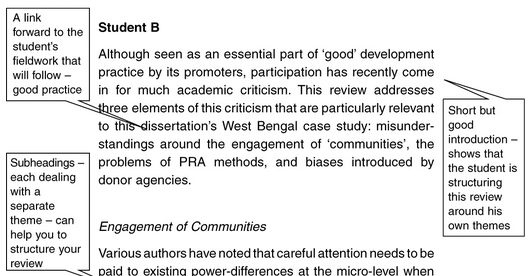 A link
forward to the
student's
fieldwork that
will follow –
good practice
Student B
Although seen as an essential part of 'good' development
practice by its promoters, participation has recently come
in for much academic criticism. This review addresses
three elements of this criticism that are particularly relevant
to this dissertation's West Bengal case study: misunder-
standings around the engagement of 'communities', the
problems of PRA methods, and biases introduced by
donor agencies.
Short but
good
introduction –
shows that
the student is
structuring
this review
around his
own themes
Subheadings –
each dealing
with a
separate
theme – can
help you to
structure your
review
Engagement of Communities
Various authors have noted that careful attention needs to be
paid to existing power-differences at the micro-level when